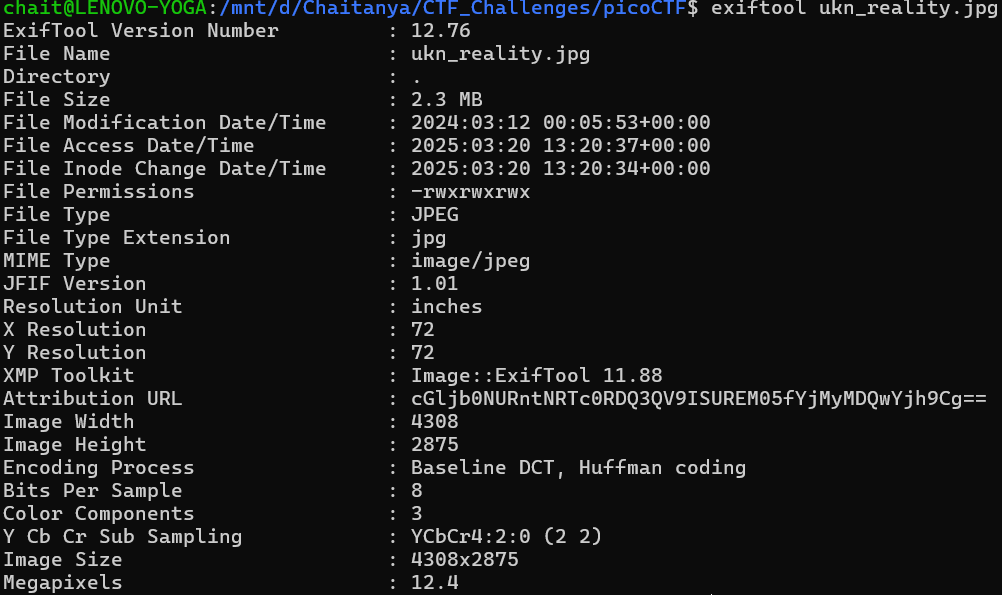 chait@LENOVO-YOGA:/mnt/d/Chaitanya/CTF_Challenges/picoCTF$ exiftool ukn_reality.jpg
ExifTool Version Number : 12.76
File Name : ukn_reality.jpg
Directory : .
File Size : 2.3 MB
File Modification Date/Time : 2024:03:12 00:05:53+00:00
File Access Date/Time : 2025:03:20 13:20:37+00:00
File Inode Change Date/Time : 2025:03:20 13:20:34+00:00
File Permissions : -rwxrwxrwx
File Type : JPEG
File Type Extension : jpg
MIME Type : image/jpeg
JFIF Version : 1.01
Resolution Unit : inches
X Resolution : 72
Y Resolution : 72
XMP Toolkit : Image::ExifTool 11.88
Attribution URL : cGljb0NURntNRTc0RDQ3QV9ISUREM05fYjMyMDQwYjh9Cg==
Image Width : 4308
Image Height : 2875
Encoding Process : Baseline DCT, Huffman coding
Bits Per Sample : 8
Color Components : 3
Y Cb Cr Sub Sampling : YCbCr4:2:0 (2 2)
Image Size : 4308x2875
Megapixels : 12.4